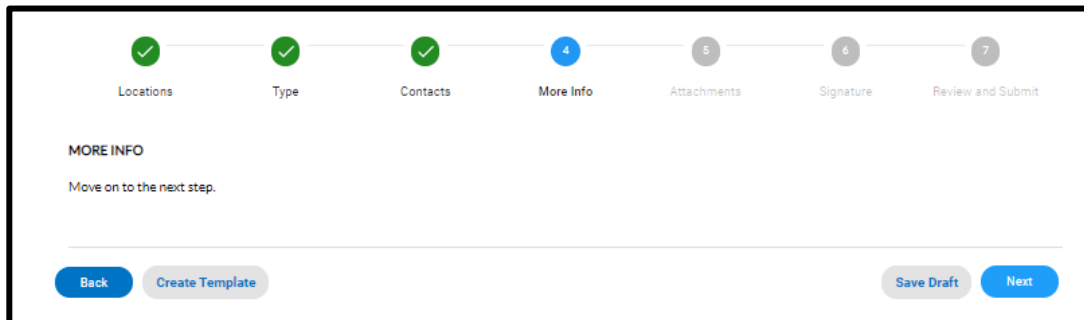 4 5 6 7
Locations Type Contacts More Info Attachments Signature Review and Submit
MORE INFO
Move on to the next step.
Back Create Template Save Draft Next